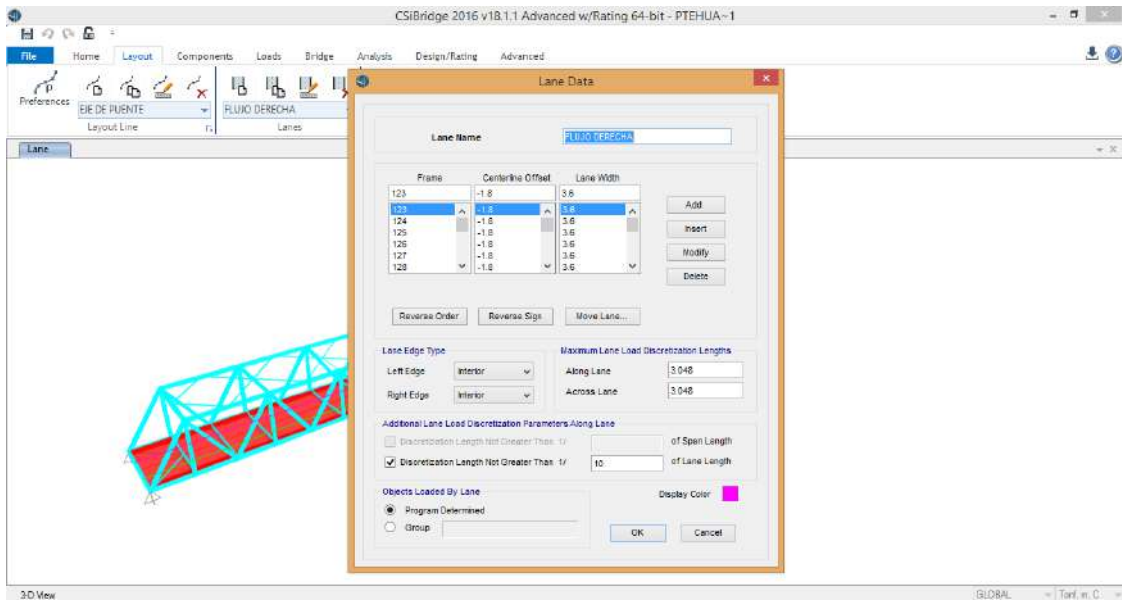 CSiBridge 2016 v18.1.1 Advanced w/Rating 64-bit - PTEHUA~1
File Home Layout Components Loads Bridge Analysis Design/Rating Advanced
Preferences
EJE DE PUENTE
FLUJO DERECHA
Layout Line
Lanes
Lane
Lane Data
Lane Name FLUJO DERECHA
Frame Centerline Offset Lane Width
123 -1.8 3.6
123 -1.8 3.6
124 -1.8 3.6
125 -1.8 3.6
126 -1.8 3.6
127 -1.8 3.6
128 -1.8 3.6
Add
Insert
Modify
Delete
Reverse Order Reverse Sign Move Lane...
Lane Edge Type
Left Edge Interior
Right Edge Interior
Maximum Lane Load Discretization Lengths
Along Lane 3.048
Across Lane 3.048
Additional Lane Load Discretization Parameters Along Lane
Discretization Length Not Greater Than 1/ of Span Length
Discretization Length Not Greater Than 1/ 10 of Lane Length
Objects Loaded By Lane
Program Determined
Group
Display Color
OK Cancel
3-D View
GLOBAL
Tonf, m, C